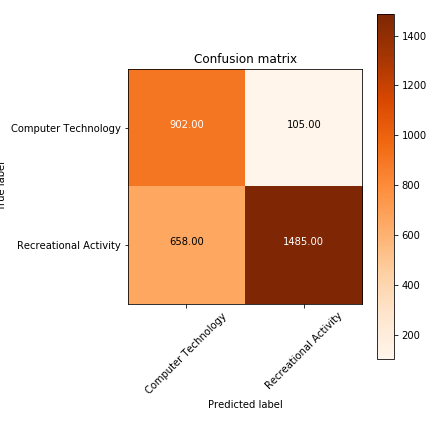 Confusion matrix
1400
1200
1000
800
600
400
200
Computer Technology
902.00
105.00
Recreational Activity
658.00
1485.00
label
Computer Technology
Recreational Activity
Predicted label